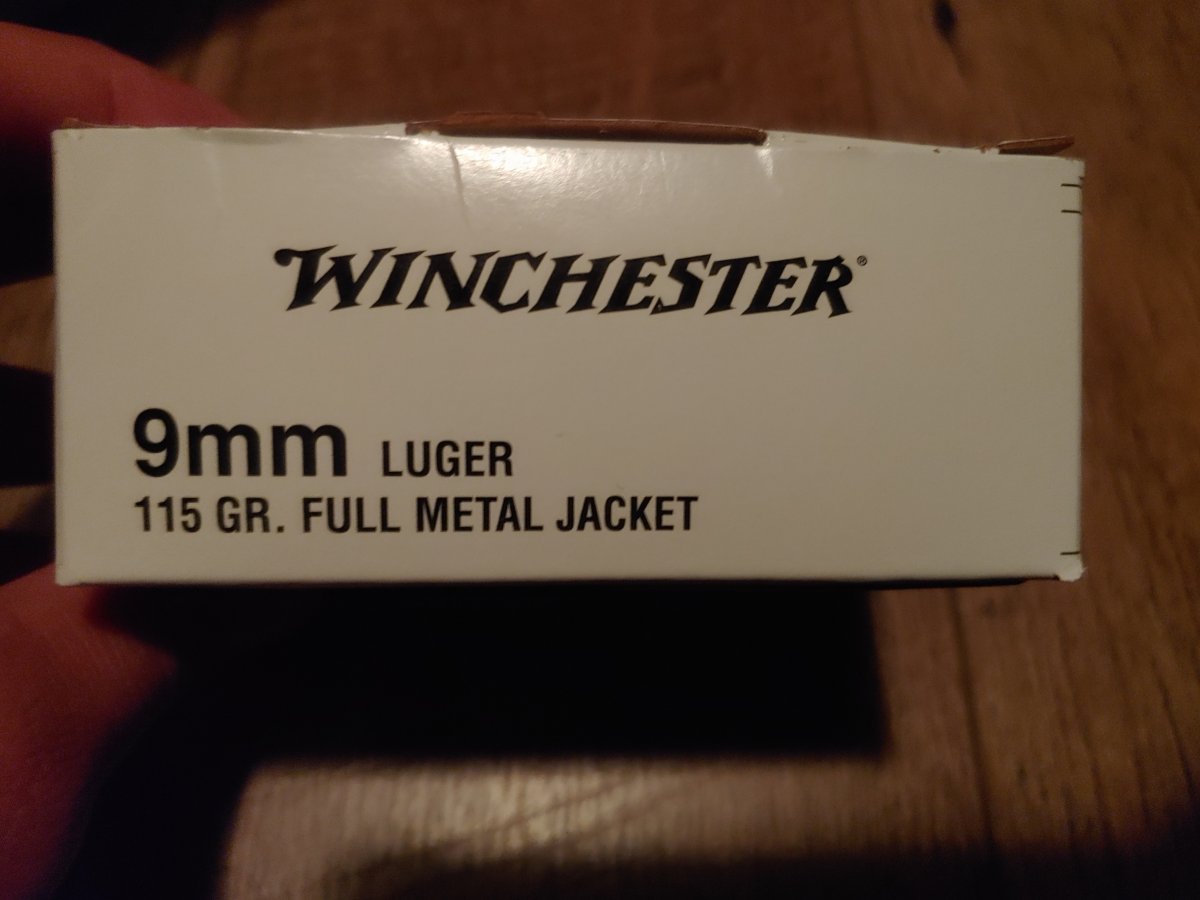 WINCHESTER®
9mm LUGER
115 GR. FULL METAL JACKET